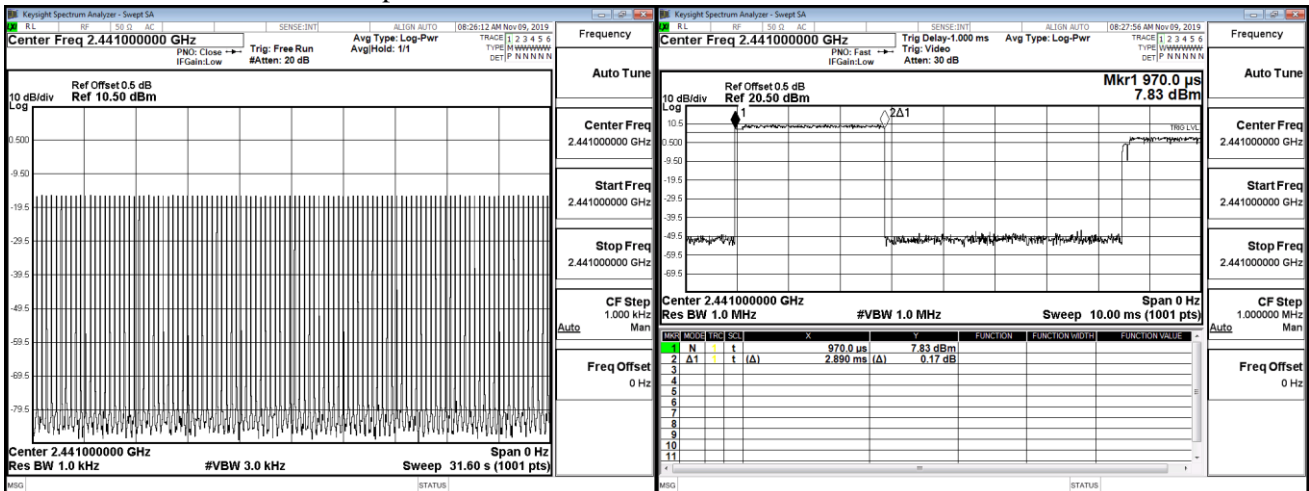 Keysight Spectrum Analyzer - Swept SA
RL RF 50 Ω AC SENSE:INT ALIGN AUTO 08:26:12 AM Nov 09, 2019
Center Freq 2.441000000 GHz
PNO: Close
IFGain:Low
Trig: Free Run
#Atten: 20 dB
Avg Type: Log-Pwr
Avg|Hold: 1/1
TRACE 1 2 3 4 5 6
TYPE M WWWWW
DET P N N N N N
Ref Offset 0.5 dB
10 dB/div Ref 10.50 dBm
Log
0.500
-9.50
-19.5
-29.5
-39.5
-49.5
-59.5
-69.5
-79.5
Center 2.441000000 GHz Span 0 Hz
Res BW 1.0 kHz #VBW 3.0 kHz Sweep 31.60 s (1001 pts)
MSG STATUS
Frequency
Auto Tune
Center Freq
2.441000000 GHz
Start Freq
2.441000000 GHz
Stop Freq
2.441000000 GHz
CF Step
1.000 kHz
Auto Man
Freq Offset
0 Hz
Keysight Spectrum Analyzer - Swept SA
RL RF 50 Ω AC SENSE:INT ALIGN AUTO 08:27:56 AM Nov 09, 2019
Center Freq 2.441000000 GHz
PNO: Fast
IFGain:Low
Trig Delay-1.000 ms
Trig: Video
Atten: 30 dB
Avg Type: Log-Pwr
TRACE 1 2 3 4 5 6
TYPE WWWWWW
DET P N N N N N
Mkr1 970.0 µs
7.83 dBm
Ref Offset 0.5 dB
10 dB/div Ref 20.50 dBm
Log
1
2Δ1
TRIG LVL
10.5
0.500
-9.50
-19.5
-29.5
-39.5
-49.5
-59.5
-69.5
Center 2.441000000 GHz Span 0 Hz
Res BW 1.0 MHz #VBW 1.0 MHz Sweep 10.00 ms (1001 pts)
MKR MODE TRC SCL X Y FUNCTION FUNCTION WIDTH FUNCTION VALUE
1 N 1 t 970.0 µs 7.83 dBm
2 Δ1 1 t (Δ) 2.890 ms (Δ) 0.17 dB
3
4
5
6
7
8
9
10
11
MSG STATUS
Frequency
Auto Tune
Center Freq
2.441000000 GHz
Start Freq
2.441000000 GHz
Stop Freq
2.441000000 GHz
CF Step
1.000000 MHz
Auto Man
Freq Offset
0 Hz